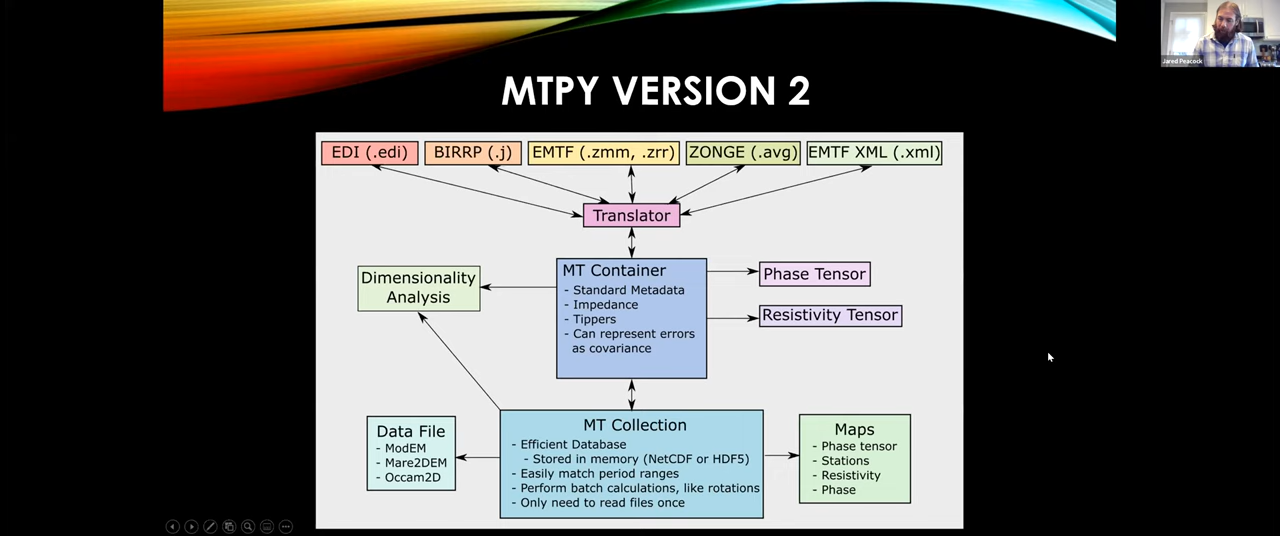 Jared Peacock
MTPY VERSION 2
EDI (.edi)
BIRRP (.j)
EMTF (.zmm, .zrr)
ZONGE (.avg)
EMTF XML (.xml)
Translator
Dimensionality
Analysis
MT Container
- Standard Metadata
- Impedance
- Tippers
- Can represent errors
as covariance
Phase Tensor
Resistivity Tensor
Data File
- ModEM
- Mare2DEM
- Occam2D
MT Collection
- Efficient Database
- Stored in memory (NetCDF or HDF5)
- Easily match period ranges
- Perform batch calculations, like rotations
- Only need to read files once
Maps
- Phase tensor
- Stations
- Resistivity
- Phase